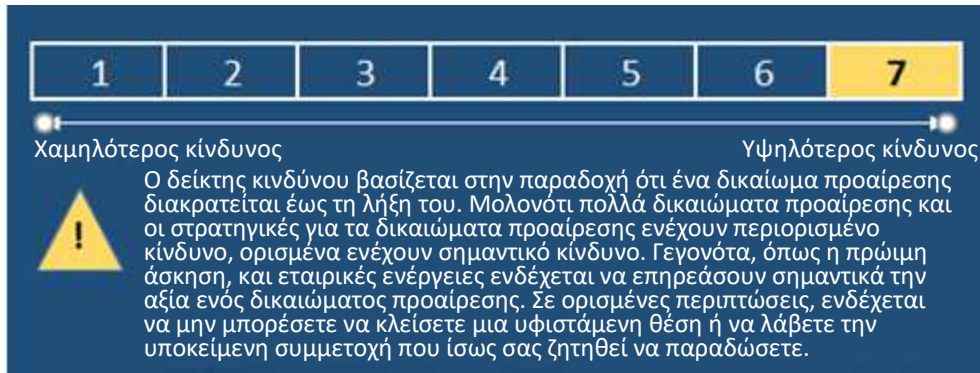 1 2 3 4 5 6 7
Χαμηλότερος κίνδυνος Υψηλότερος κίνδυνος
Ο δείκτης κινδύνου βασίζεται στην παραδοχή ότι ένα δικαίωμα προαίρεσης
διακρατείται έως τη λήξη του. Μολονότι πολλά δικαιώματα προαίρεσης και
οι στρατηγικές για τα δικαιώματα προαίρεσης ενέχουν περιορισμένο
κίνδυνο, ορισμένα ενέχουν σημαντικό κίνδυνο. Γεγονότα, όπως η πρώιμη
άσκηση, και εταιρικές ενέργειες ενδέχεται να επηρεάσουν σημαντικά την
αξία ενός δικαιώματος προαίρεσης. Σε ορισμένες περιπτώσεις, ενδέχεται
να μην μπορέσετε να κλείσετε μια υφιστάμενη θέση ή να λάβετε την
υποκείμενη συμμετοχή που ίσως σας ζητηθεί να παραδώσετε.
!